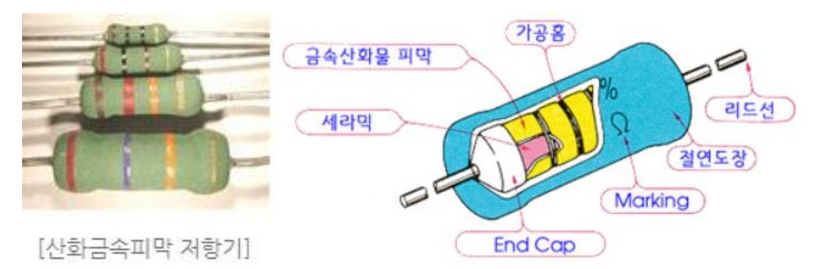 [산화금속피막 저항기]
가공홈
금속산화물 피막
세라믹
%
Ω
리드선
절연도장
Marking
End Cap